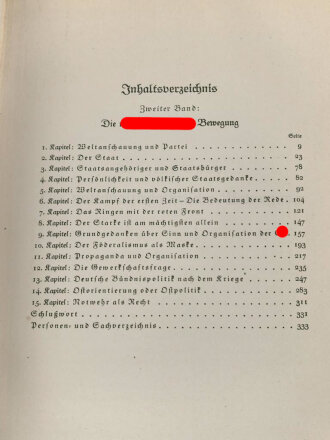 Inhaltsverzeichnis
Zweiter Band:
Die Bewegung
Seite
1. Kapitel: Weltanschauung und Partei 9
2. Kapitel: Der Staat 23
3. Kapitel: Staatsangehöriger und Staatsbürger 78
4. Kapitel: Persönlichkeit und völkischer Staatsgedanke 82
5. Kapitel: Weltanschauung und Organisation 92
6. Kapitel: Der Kampf der ersten Zeit – Die Bedeutung der Rede 104
7. Kapitel: Das Ringen mit der roten Front 121
8. Kapitel: Der Starke ist am mächtigsten allein 147
9. Kapitel: Grundgedanken über Sinn und Organisation der 157
10. Kapitel: Der Föderalismus als Maske 193
11. Kapitel: Propaganda und Organisation 217
12. Kapitel: Die Gewerkschaftsfrage 235
13. Kapitel: Deutsche Bündnispolitik nach dem Kriege 247
14. Kapitel: Ostorientierung oder Ostpolitik 283
15. Kapitel: Notwehr als Recht 311
Schlußwort 331
Personen- und Sachverzeichnis 333